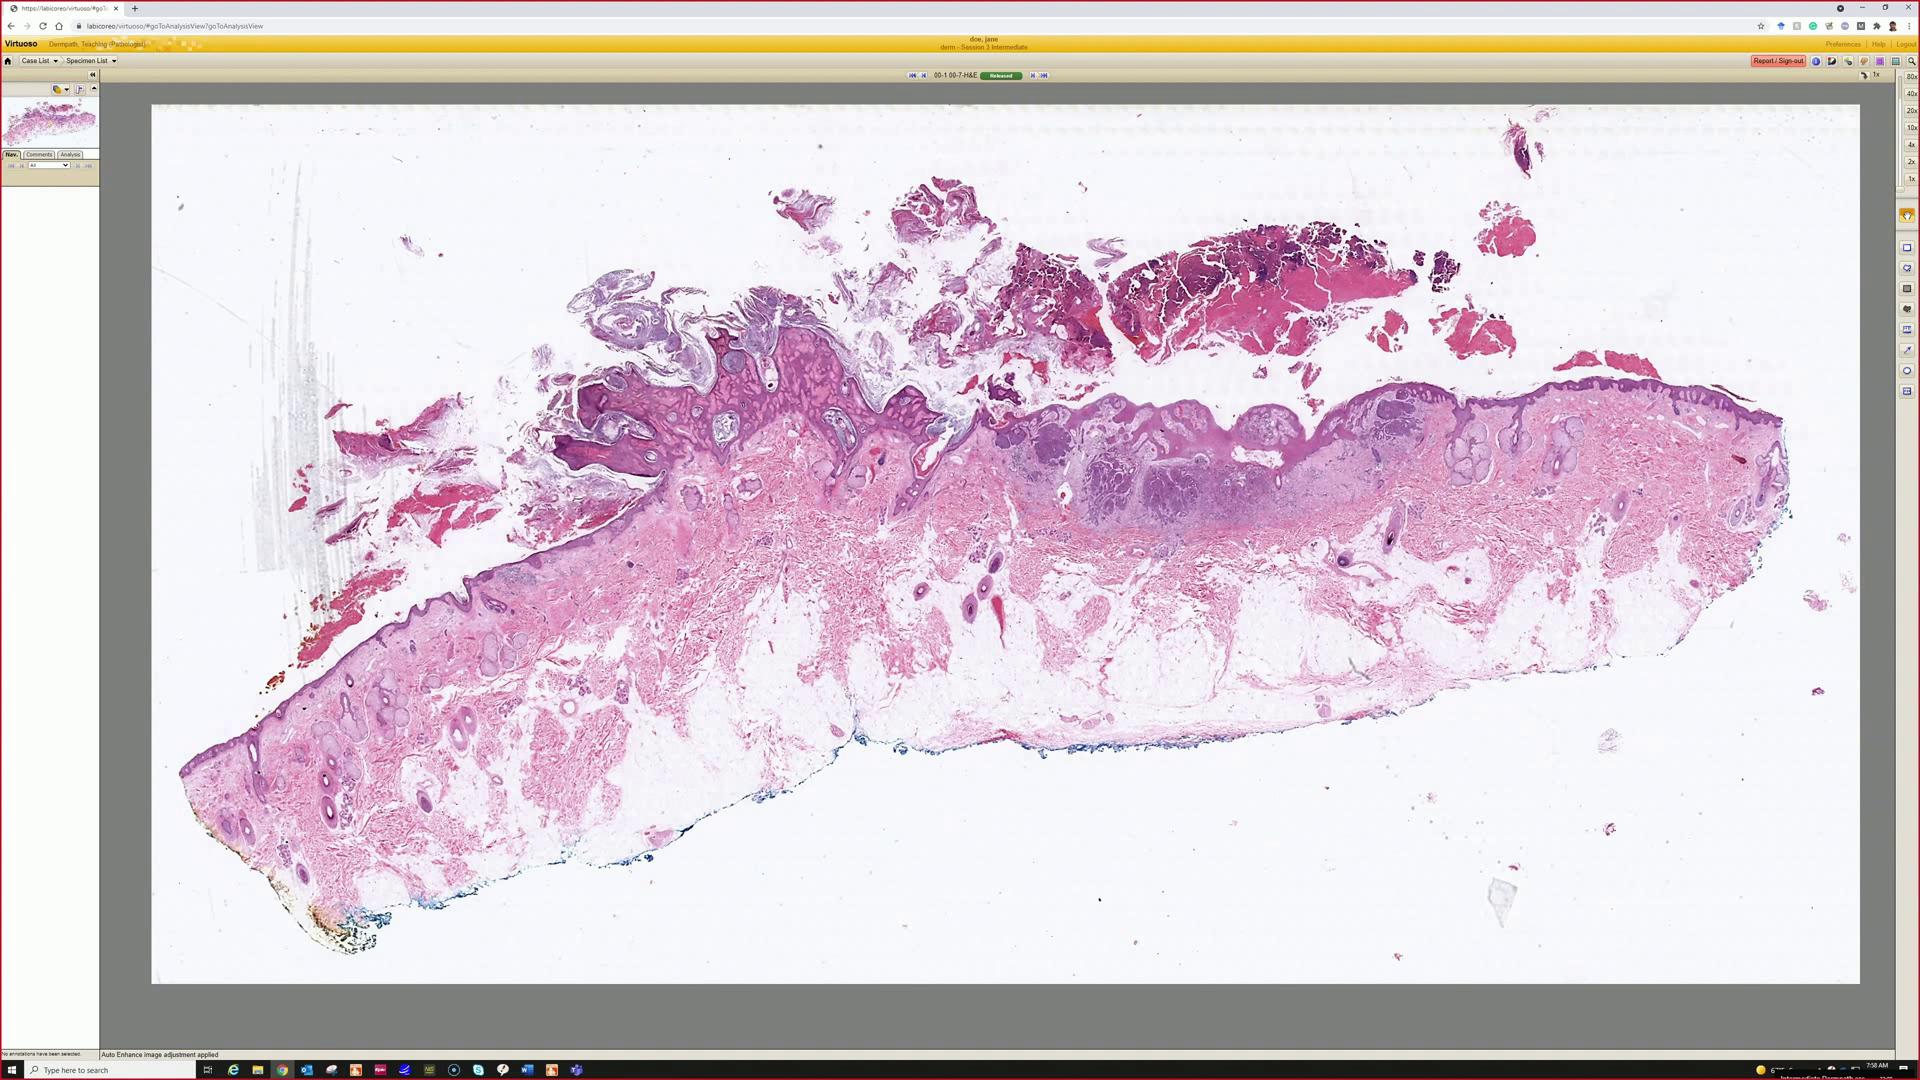 https://labicoreo/virtuoso/#goTo
labicoreo/virtuoso/#goToAnalysisView?goToAnalysisView
Virtuoso
Dermpath, Teaching (Pathologist)
doe, jane
derm - Session 3 Intermediate
Preferences
Help
Logout
Case List
Specimen List
Report / Sign-out
00-1 00-7-H&E
Released
1x
80x
40x
20x
10x
4x
2x
1x
Nav.
Comments
Analysis
All
No annotations have been selected.
Auto Enhance image adjustment applied
Type here to search
7:58 AM